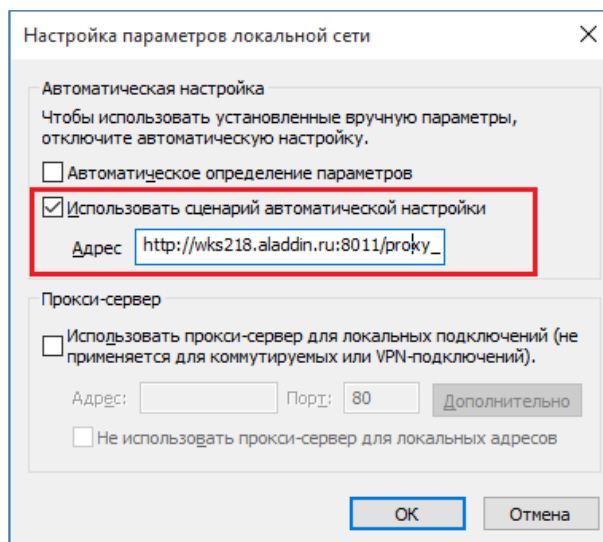 Настройка параметров локальной сети
Автоматическая настройка
Чтобы использовать установленные вручную параметры,
отключите автоматическую настройку.
Автоматическое определение параметров
Использовать сценарий автоматической настройки
Адрес http://wks218.aladdin.ru:8011/proky_
Прокси-сервер
Использовать прокси-сервер для локальных подключений (не
применяется для коммутируемых или VPN-подключений).
Адрес: Порт: 80 Дополнительно
Не использовать прокси-сервер для локальных адресов
ОК Отмена